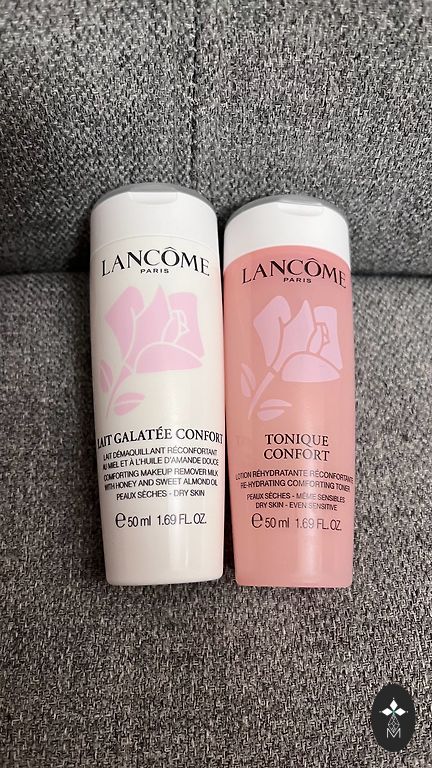 LANCÔME
PARIS
LAIT GALATÉE CONFORT
LAIT DÉMAQUILLANT RÉCONFORTANT
AU MIEL ET À L'HUILE D'AMANDE DOUCE
COMFORTING MAKEUP REMOVER MILK
WITH HONEY AND SWEET ALMOND OIL
PEAUX SÈCHES - DRY SKIN
℮ 50 ml 1.69 FL.OZ.
LANCÔME
PARIS
TONIQUE
CONFORT
LOTION RÉHYDRATANTE RÉCONFORTANTE
RE-HYDRATING COMFORTING TONER
PEAUX SÈCHES - MÊME SENSIBLES
DRY SKIN - EVEN SENSITIVE
℮ 50 ml 1.69 FL.OZ.